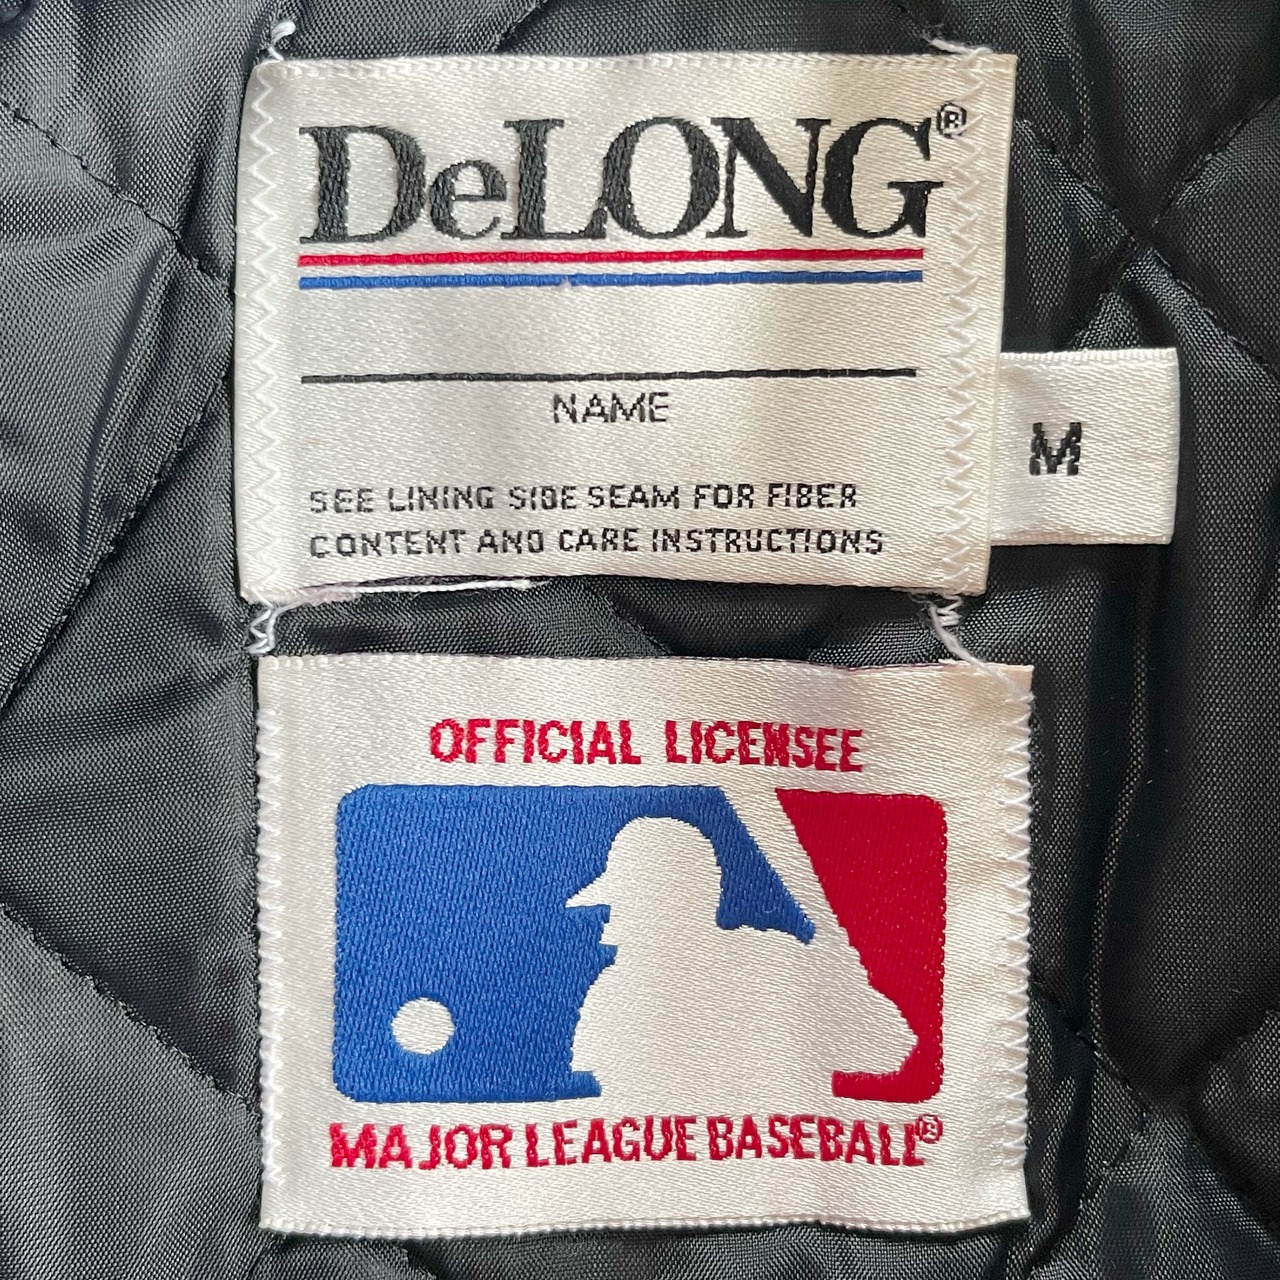 DeLONG®
NAME
M
SEE LINING SIDE SEAM FOR FIBER
CONTENT AND CARE INSTRUCTIONS
OFFICIAL LICENSEE
MAJOR LEAGUE BASEBALL®